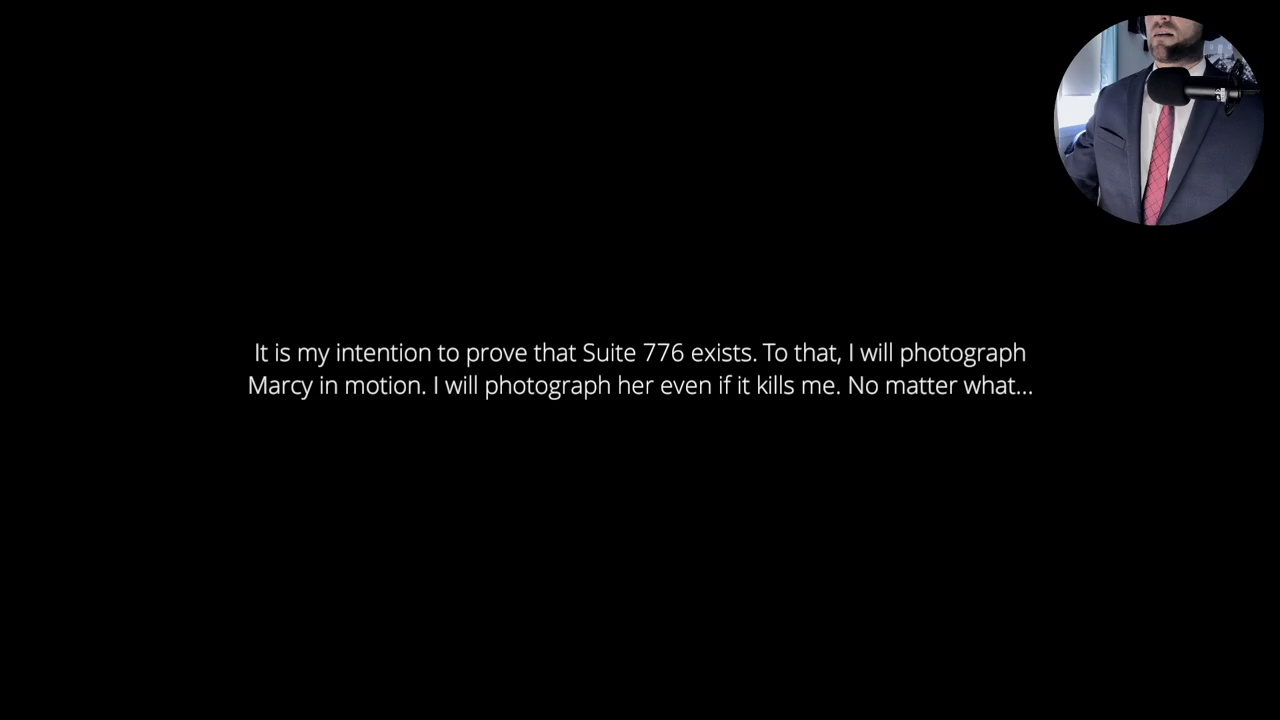 It is my intention to prove that Suite 776 exists. To that, I will photograph
Marcy in motion. I will photograph her even if it kills me. No matter what...